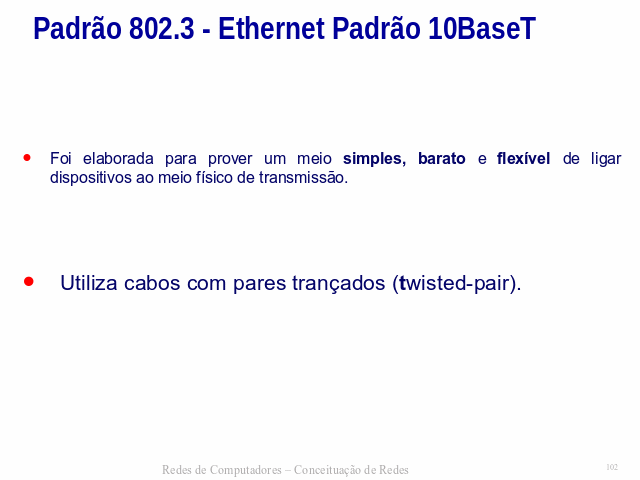 Padrão 802.3 - Ethernet Padrão 10BaseT
• Foi elaborada para prover um meio simples, barato e flexível de ligar
dispositivos ao meio físico de transmissão.
• Utiliza cabos com pares trançados (twisted-pair).
Redes de Computadores – Conceituação de Redes
102